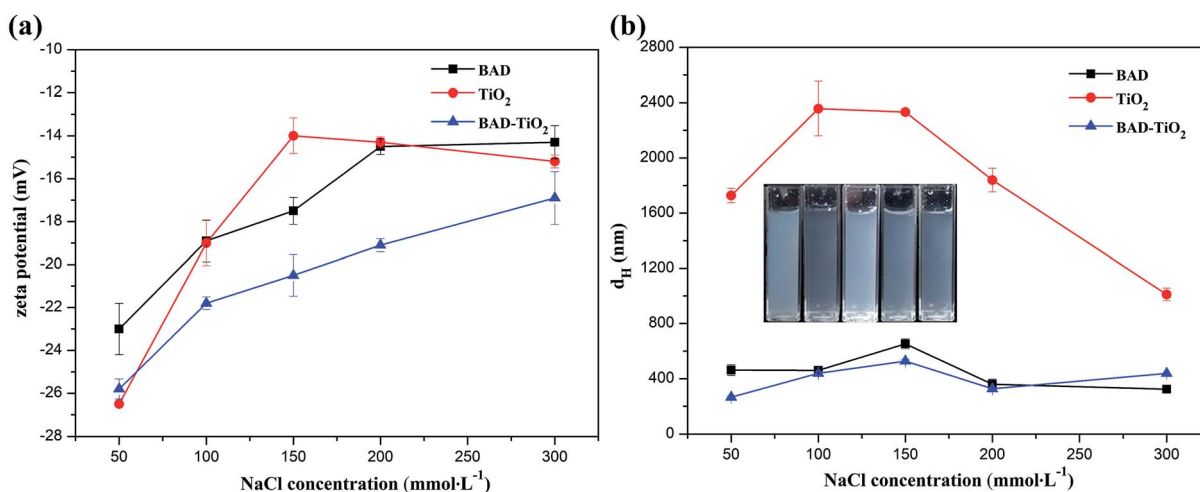 (a)
-10
-12
-14
-16
-18
-20
-22
-24
-26
-28
zeta potential (mV)
BAD
TiO₂
BAD-TiO₂
50 100 150 200 250 300
NaCl concentration (mmol·L⁻¹)
(b)
2800
2400
2000
1600
1200
800
400
0
d_H (nm)
BAD
TiO₂
BAD-TiO₂
50 100 150 200 250 300
NaCl concentration (mmol·L⁻¹)